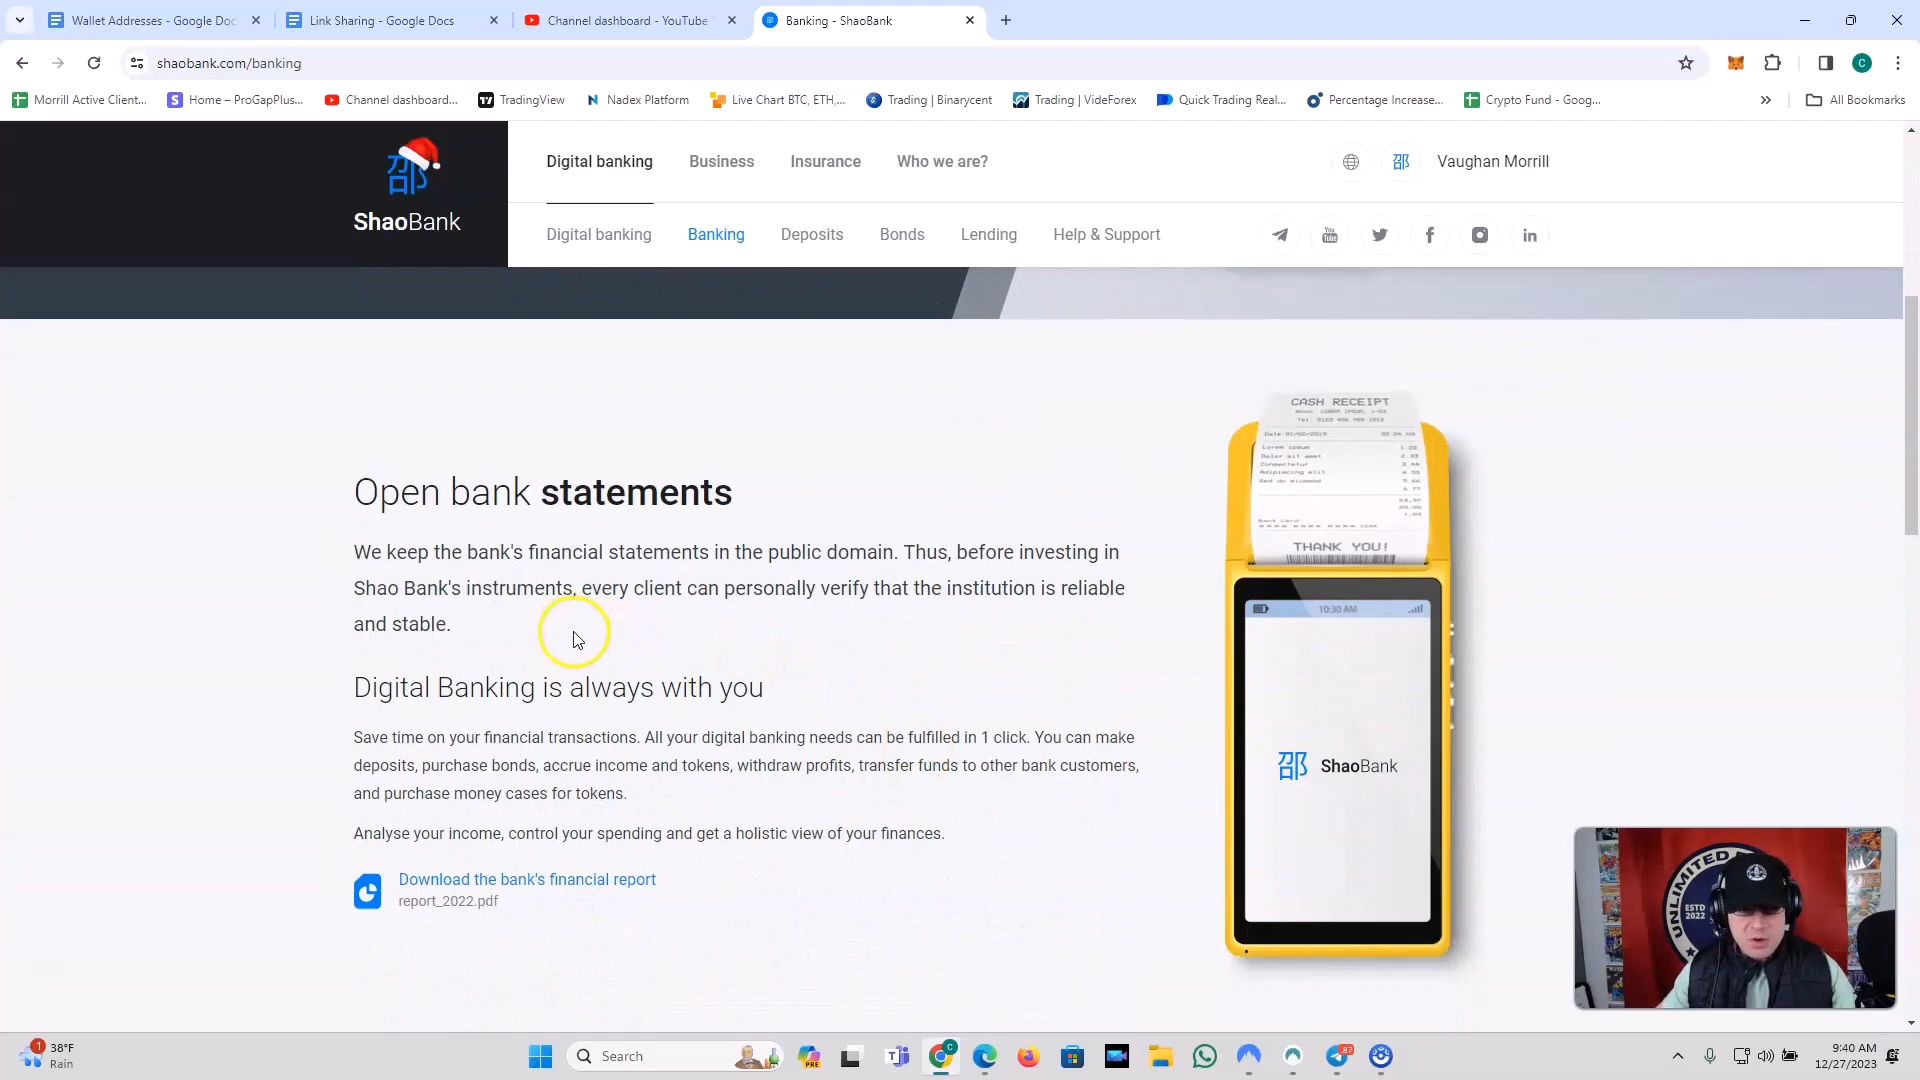 Wallet Addresses - Google Doc
Link Sharing - Google Docs
Channel dashboard - YouTube
Banking - ShaoBank
shaobank.com/banking
C
Morrill Active Client...
Home – ProGapPlus...
Channel dashboard...
TradingView
Nadex Platform
Live Chart BTC, ETH,...
Trading | Binarycent
Trading | VideForex
Quick Trading Real...
Percentage Increase...
Crypto Fund - Goog...
All Bookmarks
邵
ShaoBank
Digital banking
Business
Insurance
Who we are?
邵
Vaughan Morrill
Digital banking
Banking
Deposits
Bonds
Lending
Help & Support
CASH RECEIPT
THANK YOU!
10:30 AM
邵 ShaoBank
Open bank statements
We keep the bank's financial statements in the public domain. Thus, before investing in
Shao Bank's instruments, every client can personally verify that the institution is reliable
and stable.
Digital Banking is always with you
Save time on your financial transactions. All your digital banking needs can be fulfilled in 1 click. You can make
deposits, purchase bonds, accrue income and tokens, withdraw profits, transfer funds to other bank customers,
and purchase money cases for tokens.
Analyse your income, control your spending and get a holistic view of your finances.
Download the bank's financial report
report_2022.pdf
UNLIMITED
ESTD
2022
1
38°F
Rain
Search
PRE
C
87
9:40 AM
12/27/2023